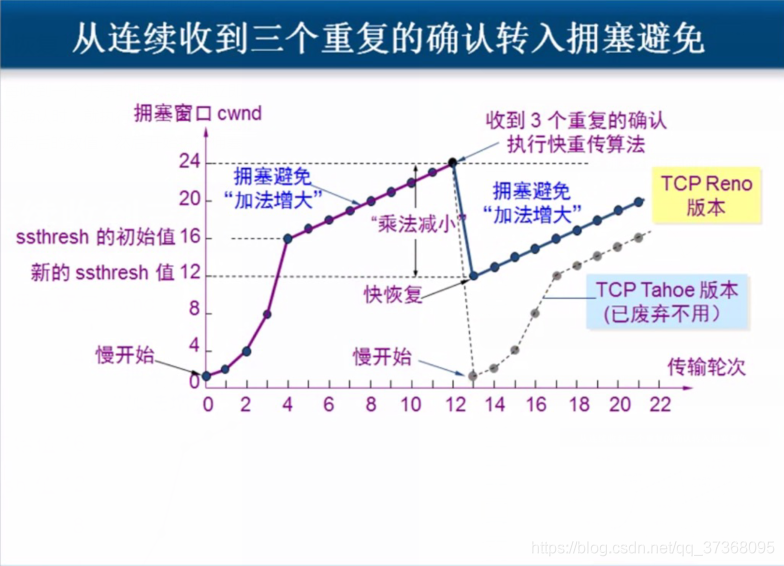 从连续收到三个重复的确认转入拥塞避免
拥塞窗口 cwnd
收到 3 个重复的确认
执行快重传算法
24
拥塞避免
“加法增大”
拥塞避免
“加法增大”
TCP Reno
版本
20
“乘法减小”
ssthresh 的初始值 16
新的 ssthresh 值 12
快恢复
TCP Tahoe 版本
(已废弃不用）
8
慢开始
4
慢开始
传输轮次
0
0 2 4 6 8 10 12 14 16 18 20 22
https://blog.csdn.net/qq_37368095